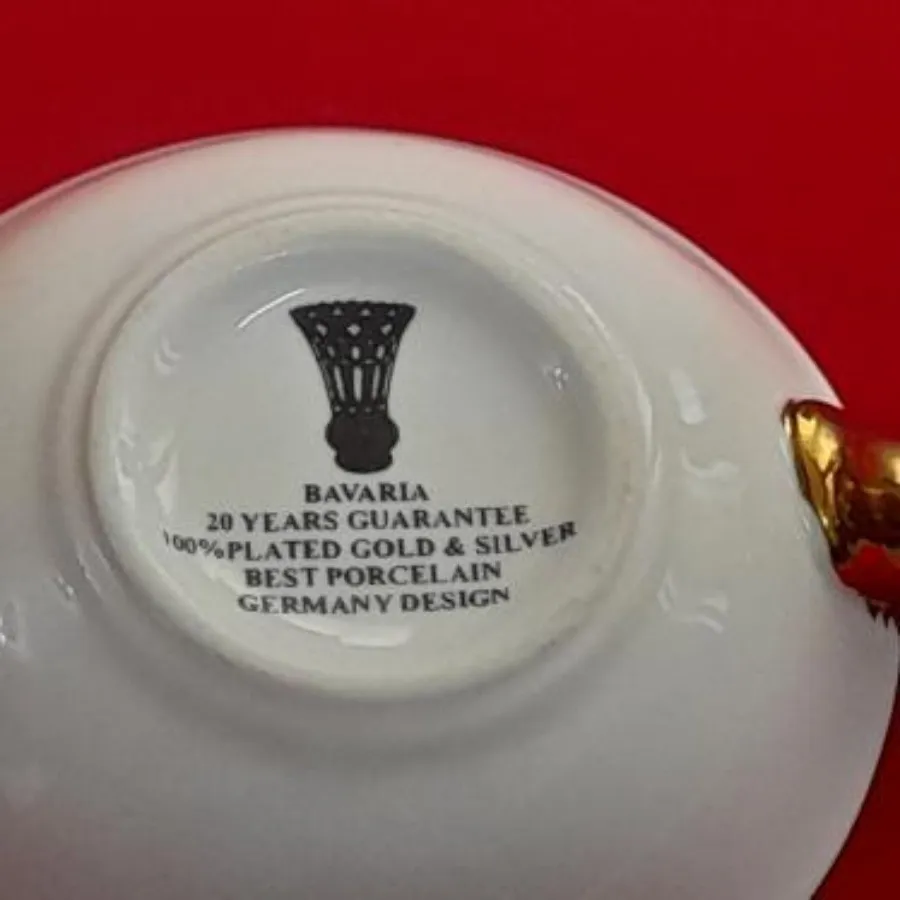 BAVARIA
20 YEARS GUARANTEE
100%PLATED GOLD & SILVER
BEST PORCELAIN
GERMANY DESIGN